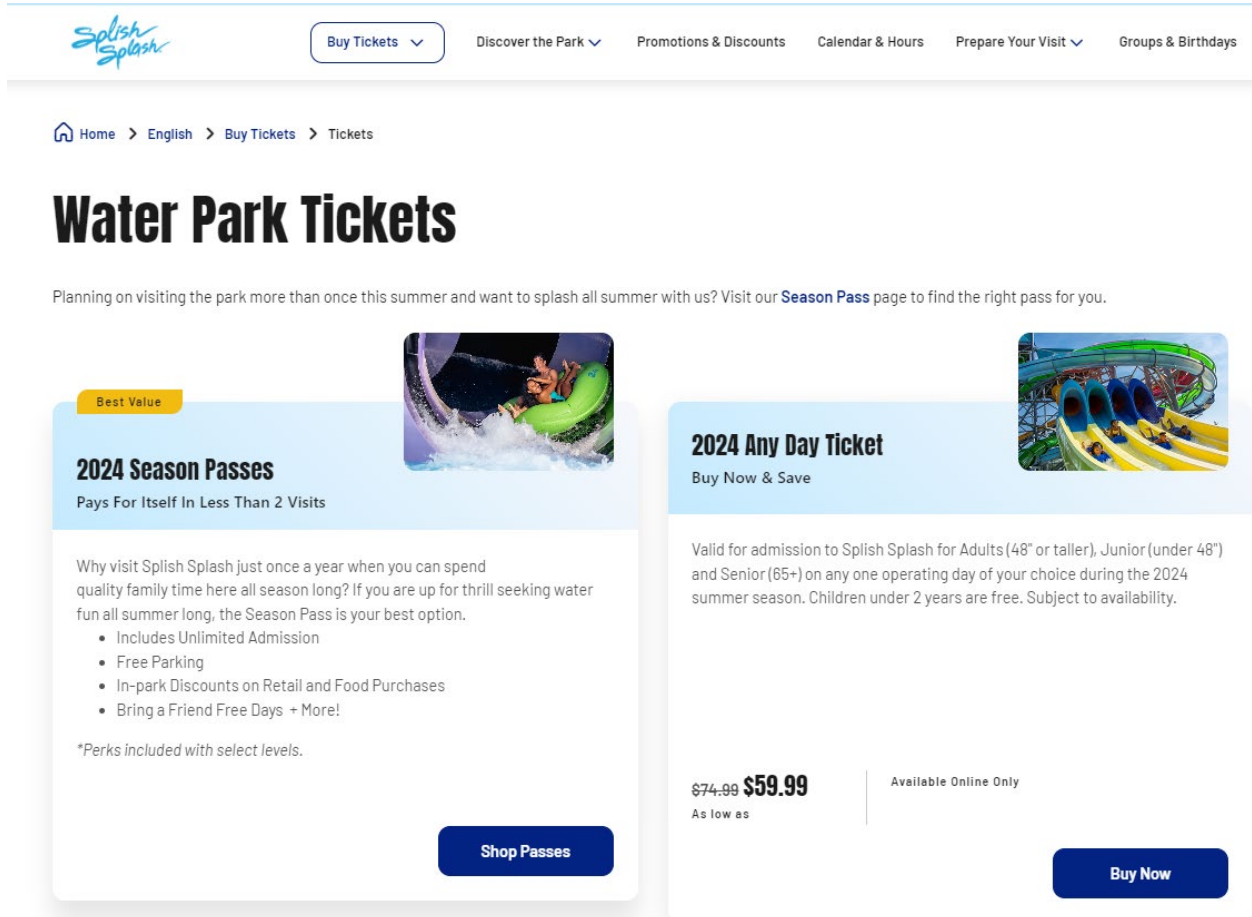 Splish
Splash
Buy Tickets
Discover the Park
Promotions & Discounts
Calendar & Hours
Prepare Your Visit
Groups & Birthdays
Home > English > Buy Tickets > Tickets
Water Park Tickets
Planning on visiting the park more than once this summer and want to splash all summer with us? Visit our Season Pass page to find the right pass for you.
Best Value
2024 Season Passes
Pays For Itself In Less Than 2 Visits
Why visit Splish Splash just once a year when you can spend
quality family time here all season long? If you are up for thrill seeking water
fun all summer long, the Season Pass is your best option.
• Includes Unlimited Admission
• Free Parking
• In-park Discounts on Retail and Food Purchases
• Bring a Friend Free Days + More!
*Perks included with select levels.
Shop Passes
2024 Any Day Ticket
Buy Now & Save
Valid for admission to Splish Splash for Adults (48" or taller), Junior (under 48")
and Senior (65+) on any one operating day of your choice during the 2024
summer season. Children under 2 years are free. Subject to availability.
$74.99 $59.99
As low as
Available Online Only
Buy Now